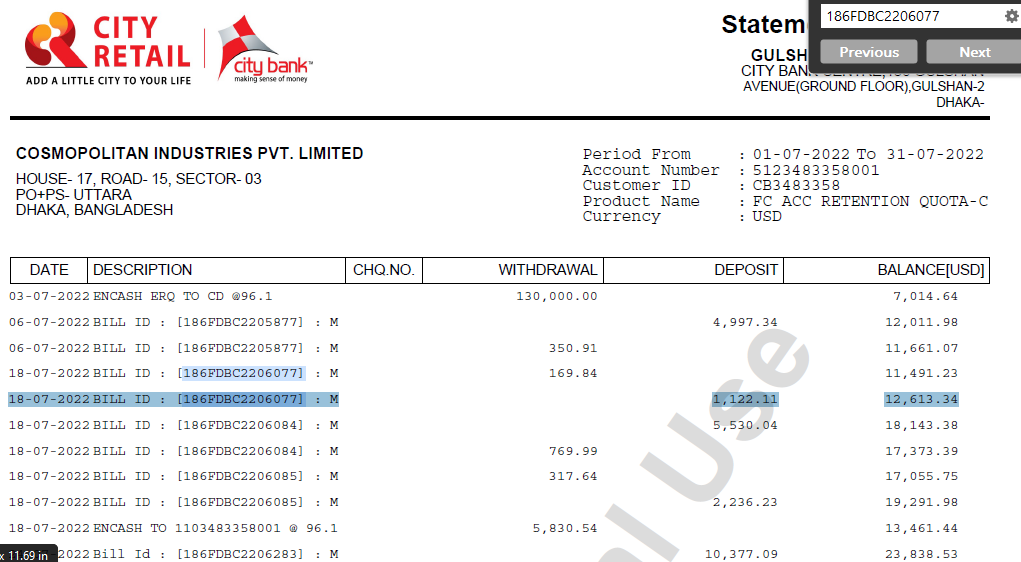 CITY
RETAIL
ADD A LITTLE CITY TO YOUR LIFE
city bank™
making sense of money
Statem
186FDBC2206077
Previous Next
GULSH
CITY BANK CENTRE,136 GULSHAN
AVENUE(GROUND FLOOR),GULSHAN-2
DHAKA-
COSMOPOLITAN INDUSTRIES PVT. LIMITED
HOUSE- 17, ROAD- 15, SECTOR- 03
PO+PS- UTTARA
DHAKA, BANGLADESH
Period From : 01-07-2022 To 31-07-2022
Account Number : 5123483358001
Customer ID : CB3483358
Product Name : FC ACC RETENTION QUOTA-C
Currency : USD
DATE DESCRIPTION CHQ.NO. WITHDRAWAL DEPOSIT BALANCE[USD]
03-07-2022 ENCASH ERQ TO CD @96.1 130,000.00 7,014.64
06-07-2022 BILL ID : [186FDBC2205877] : M 4,997.34 12,011.98
06-07-2022 BILL ID : [186FDBC2205877] : M 350.91 11,661.07
18-07-2022 BILL ID : [186FDBC2206077] : M 169.84 11,491.23
18-07-2022 BILL ID : [186FDBC2206077] : M 1,122.11 12,613.34
18-07-2022 BILL ID : [186FDBC2206084] : M 5,530.04 18,143.38
18-07-2022 BILL ID : [186FDBC2206084] : M 769.99 17,373.39
18-07-2022 BILL ID : [186FDBC2206085] : M 317.64 17,055.75
18-07-2022 BILL ID : [186FDBC2206085] : M 2,236.23 19,291.98
18-07-2022 ENCASH TO 1103483358001 @ 96.1 5,830.54 13,461.44
2022 Bill Id : [186FDBC2206283] : M 10,377.09 23,838.53
x 11.69 in
l Use